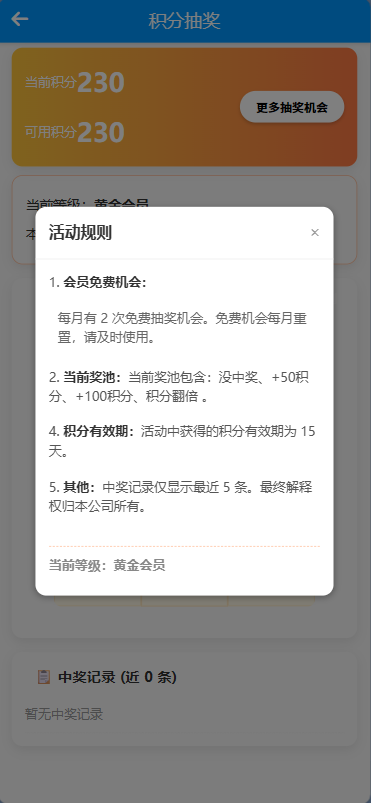 积分抽奖
当前积分230
可用积分230
更多抽奖机会
当前等级：黄金会员
本
活动规则
×
1. 会员免费机会：
每月有 2 次免费抽奖机会。免费机会每月重
置，请及时使用。
2. 当前奖池：当前奖池包含：没中奖、+50积
分、+100积分、积分翻倍 。
4. 积分有效期：活动中获得的积分有效期为 15
天。
5. 其他：中奖记录仅显示最近 5 条。最终解释
权归本公司所有。
当前等级：黄金会员
中奖记录 (近 0 条)
暂无中奖记录